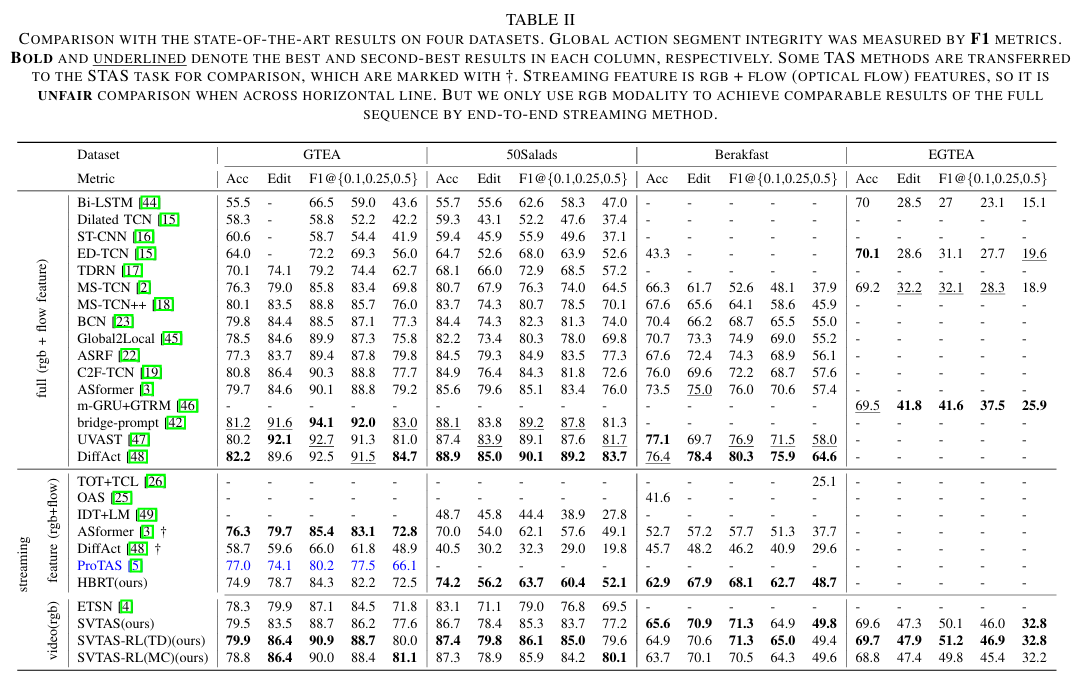 TABLE II
COMPARISON WITH THE STATE-OF-THE-ART RESULTS ON FOUR DATASETS. GLOBAL ACTION SEGMENT INTEGRITY WAS MEASURED BY F1 METRICS.
BOLD AND UNDERLINED DENOTE THE BEST AND SECOND-BEST RESULTS IN EACH COLUMN, RESPECTIVELY. SOME TAS METHODS ARE TRANSFERRED
TO THE STAS TASK FOR COMPARISON, WHICH ARE MARKED WITH †. STREAMING FEATURE IS RGB + FLOW (OPTICAL FLOW) FEATURES, SO IT IS
UNFAIR COMPARISON WHEN ACROSS HORIZONTAL LINE. BUT WE ONLY USE RGB MODALITY TO ACHIEVE COMPARABLE RESULTS OF THE FULL
SEQUENCE BY END-TO-END STREAMING METHOD.
Dataset GTEA 50Salads Berakfast EGTEA
Metric Acc Edit F1@{0.1,0.25,0.5} Acc Edit F1@{0.1,0.25,0.5} Acc Edit F1@{0.1,0.25,0.5} Acc Edit F1@{0.1,0.25,0.5}
full (rgb + flow feature)
Bi-LSTM [44] 55.5 - 66.5 59.0 43.6 55.7 55.6 62.6 58.3 47.0 - - - - - 70 28.5 27 23.1 15.1
Dilated TCN [15] 58.3 - 58.8 52.2 42.2 59.3 43.1 52.2 47.6 37.4 - - - - - - - - - -
ST-CNN [16] 60.6 - 58.7 54.4 41.9 59.4 45.9 55.9 49.6 37.1 - - - - - - - - - -
ED-TCN [15] 64.0 - 72.2 69.3 56.0 64.7 52.6 68.0 63.9 52.6 43.3 - - - - 70.1 28.6 31.1 27.7 19.6
TDRN [17] 70.1 74.1 79.2 74.4 62.7 68.1 66.0 72.9 68.5 57.2 - - - - - - - - - -
MS-TCN [2] 76.3 79.0 85.8 83.4 69.8 80.7 67.9 76.3 74.0 64.5 66.3 61.7 52.6 48.1 37.9 69.2 32.2 32.1 28.3 18.9
MS-TCN++ [18] 80.1 83.5 88.8 85.7 76.0 83.7 74.3 80.7 78.5 70.1 67.6 65.6 64.1 58.6 45.9 - - - - -
BCN [23] 79.8 84.4 88.5 87.1 77.3 84.4 74.3 82.3 81.3 74.0 70.4 66.2 68.7 65.5 55.0 - - - - -
Global2Local [45] 78.5 84.6 89.9 87.3 75.8 82.2 73.4 80.3 78.0 69.8 70.7 73.3 74.9 69.0 55.2 - - - - -
ASRF [22] 77.3 83.7 89.4 87.8 79.8 84.5 79.3 84.9 83.5 77.3 67.6 72.4 74.3 68.9 56.1 - - - - -
C2F-TCN [19] 80.8 86.4 90.3 88.8 77.7 84.9 76.4 84.3 81.8 72.6 76.0 69.6 72.2 68.7 57.6 - - - - -
ASformer [3] 79.7 84.6 90.1 88.8 79.2 85.6 79.6 85.1 83.4 76.0 73.5 75.0 76.0 70.6 57.4 - - - - -
m-GRU+GTRM [46] - - - - - - - - - - - - - - - 69.5 41.8 41.6 37.5 25.9
bridge-prompt [42] 81.2 91.6 94.1 92.0 83.0 88.1 83.8 89.2 87.8 81.3 - - - - - - - - - -
UVAST [47] 80.2 92.1 92.7 91.3 81.0 87.4 83.9 89.1 87.6 81.7 77.1 69.7 76.9 71.5 58.0 - - - - -
DiffAct [48] 82.2 89.6 92.5 91.5 84.7 88.9 85.0 90.1 89.2 83.7 76.4 78.4 80.3 75.9 64.6 - - - - -
streaming
feature (rgb+flow)
TOT+TCL [26] - - - - - - - - - - - - - - 25.1 - - - - -
OAS [25] - - - - - - - - - - 41.6 - - - - - - - - -
IDT+LM [49] - - - - - 48.7 45.8 44.4 38.9 27.8 - - - - - - - - - -
ASformer [3] † 76.3 79.7 85.4 83.1 72.8 70.0 54.0 62.1 57.6 49.1 52.7 57.2 57.7 51.3 37.7 - - - - -
DiffAct [48] † 58.7 59.6 66.0 61.8 48.9 40.5 30.2 32.3 29.0 19.8 45.7 48.2 46.2 40.9 29.6 - - - - -
ProTAS [5] 77.0 74.1 80.2 77.5 66.1 - - - - - - - - - - - - - - -
HBRT(ours) 74.9 78.7 84.3 82.2 72.5 74.2 56.2 63.7 60.4 52.1 62.9 67.9 68.1 62.7 48.7 - - - - -
video(rgb)
ETSN [4] 78.3 79.9 87.1 84.5 71.8 83.1 71.1 79.0 76.8 69.5 - - - - - - - - - -
SVTAS(ours) 79.5 83.5 88.7 86.2 77.6 86.7 78.4 85.3 83.7 77.2 65.6 70.9 71.3 64.9 49.8 69.6 47.3 50.1 46.0 32.8
SVTAS-RL(TD)(ours) 79.9 86.4 90.9 88.7 80.0 87.4 79.8 86.1 85.0 79.6 64.9 70.6 71.3 65.0 49.4 69.7 47.9 51.2 46.9 32.8
SVTAS-RL(MC)(ours) 78.8 86.4 90.0 88.4 81.1 87.3 78.9 85.9 84.2 80.1 63.7 70.1 70.5 64.3 49.6 68.8 47.4 49.8 45.4 32.2